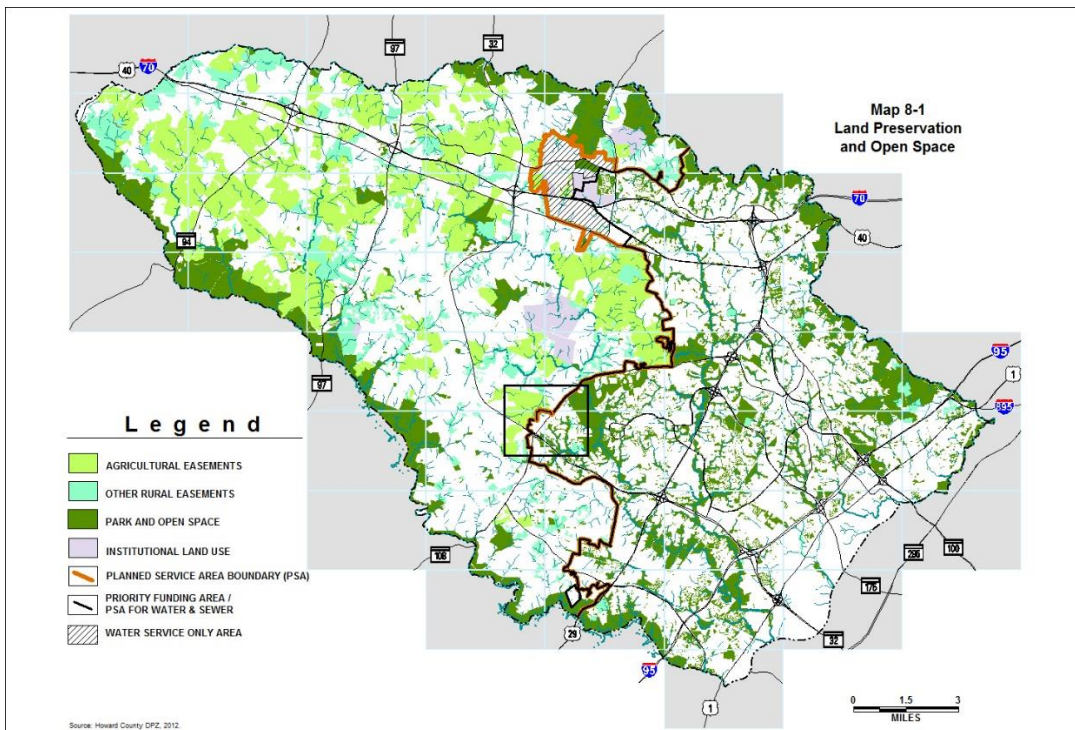 Map 8-1
Land Preservation
and Open Space
97
32
40
70
70
40
94
97
95
1
895
108
29
95
1
32
175
295
100
0 1.5 3
MILES
Legend
AGRICULTURAL EASEMENTS
OTHER RURAL EASEMENTS
PARK AND OPEN SPACE
INSTITUTIONAL LAND USE
PLANNED SERVICE AREA BOUNDARY (PSA)
PRIORITY FUNDING AREA /
PSA FOR WATER & SEWER
WATER SERVICE ONLY AREA
Source: Howard County DPZ, 2012.